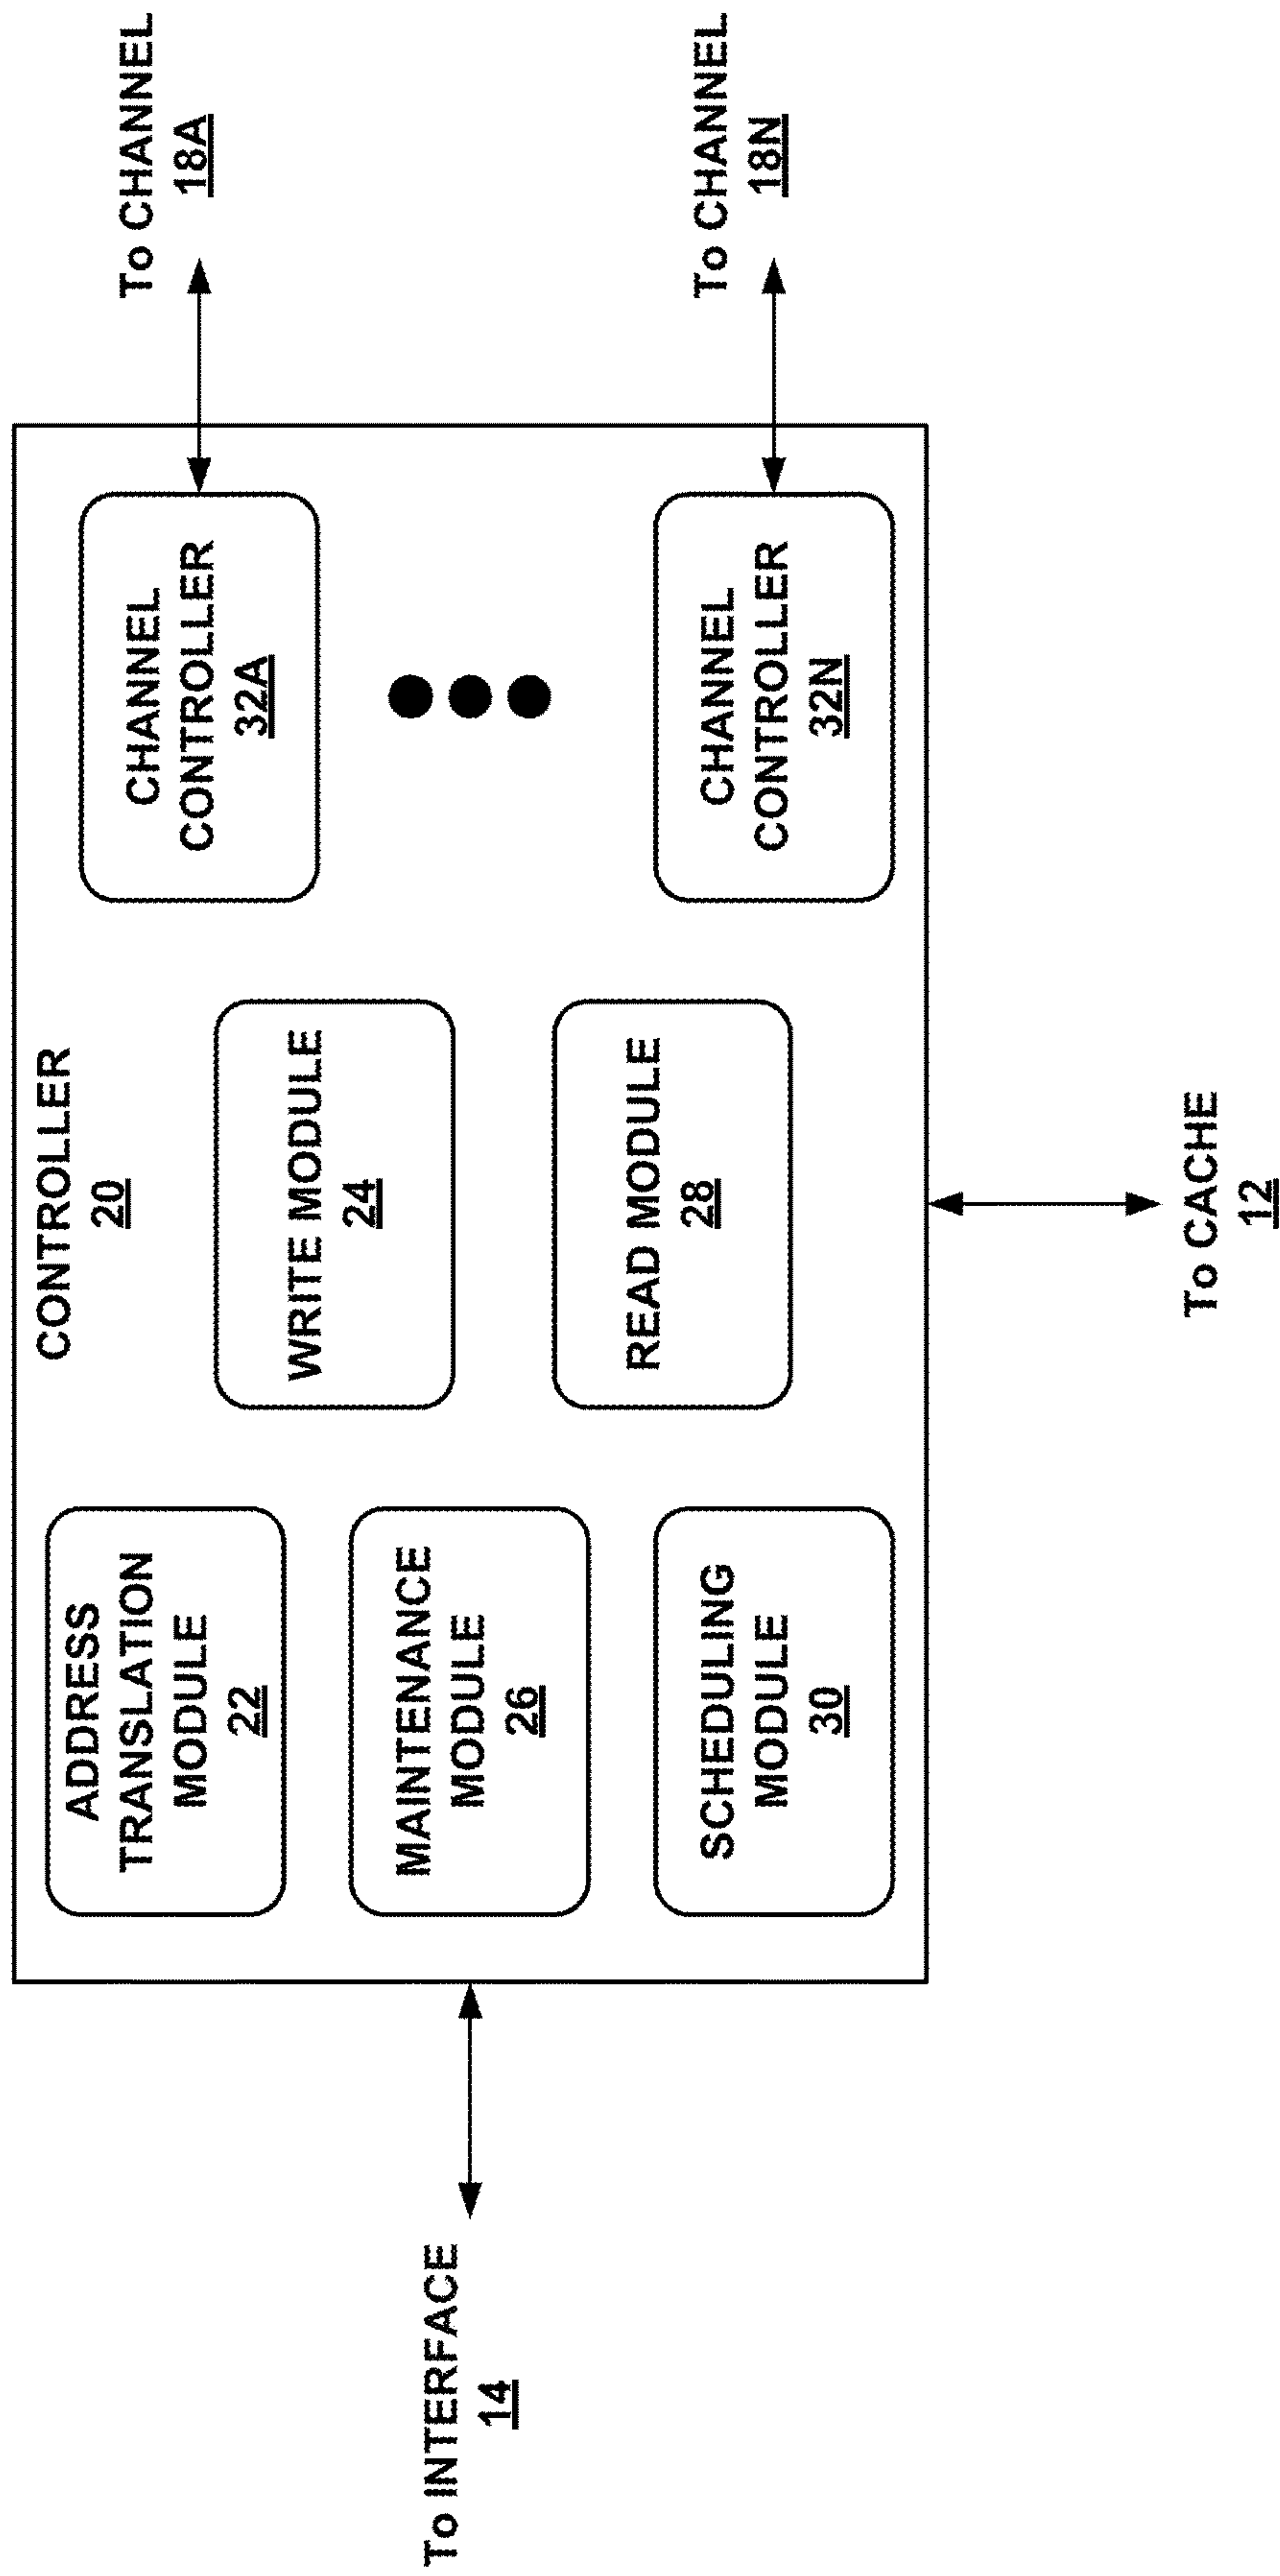 CONTROLLER
20
ADDRESS
TRANSLATION
MODULE
22
WRITE MODULE
24
CHANNEL
CONTROLLER
32A
To CHANNEL
18A
To INTERFACE
14
MAINTENANCE
MODULE
26
READ MODULE
28
SCHEDULING
MODULE
30
CHANNEL
CONTROLLER
32N
To CHANNEL
18N
To CACHE
12